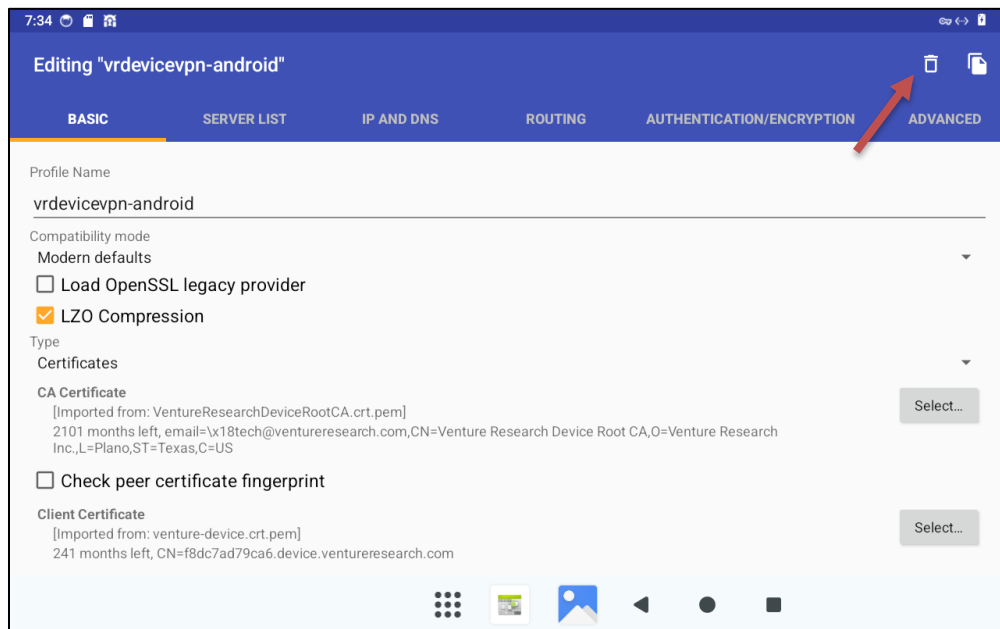 7:34
Editing "vrdevicevpn-android"
BASIC SERVER LIST IP AND DNS ROUTING AUTHENTICATION/ENCRYPTION ADVANCED
Profile Name
vrdevicevpn-android
Compatibility mode
Modern defaults
Load OpenSSL legacy provider
LZO Compression
Type
Certificates
CA Certificate
[Imported from: VentureResearchDeviceRootCA.crt.pem]
Select...
2101 months left, email=\x18tech@ventureresearch.com,CN=Venture Research Device Root CA,O=Venture Research
Inc.,L=Plano,ST=Texas,C=US
Check peer certificate fingerprint
Client Certificate
[Imported from: venture-device.crt.pem]
Select...
241 months left, CN=f8dc7ad79ca6.device.ventureresearch.com